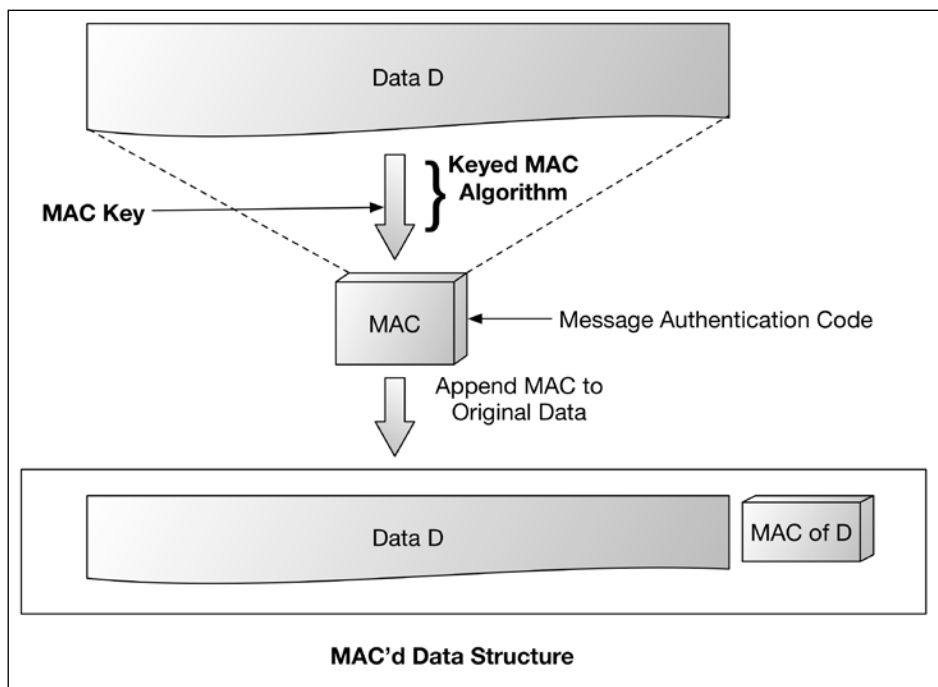 Data D
Keyed MAC
Algorithm
MAC Key
MAC
Message Authentication Code
Append MAC to
Original Data
Data D
MAC of D
MAC'd Data Structure